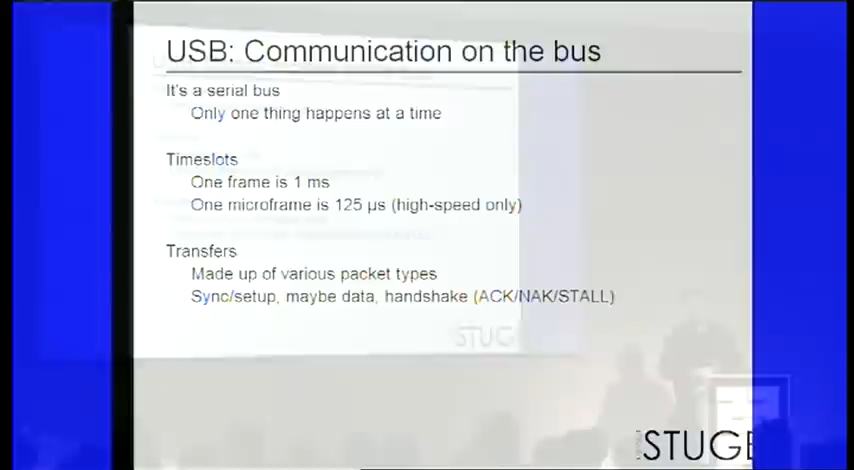 USB: Communication on the bus
It's a serial bus
Only one thing happens at a time
Timeslots
One frame is 1 ms
One microframe is 125 µs (high-speed only)
Transfers
Made up of various packet types
Sync/setup, maybe data, handshake (ACK/NAK/STALL)
STUG
STUGE